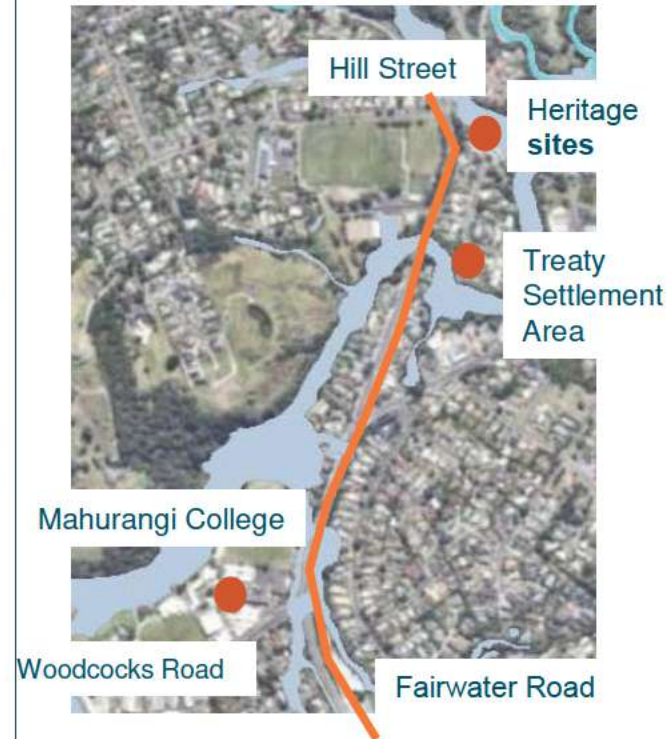 Hill Street
Heritage
sites
Treaty
Settlement
Area
Mahurangi College
Woodcocks Road
Fairwater Road